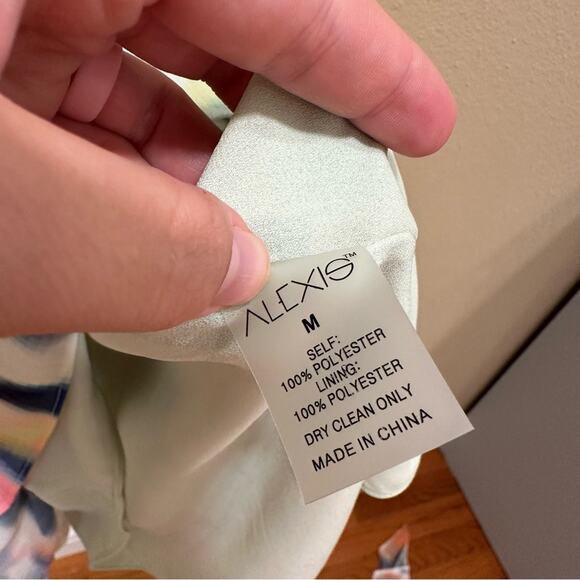 ALEXIS™
M
SELF:
100% POLYESTER
LINING:
100% POLYESTER
DRY CLEAN ONLY
MADE IN CHINA